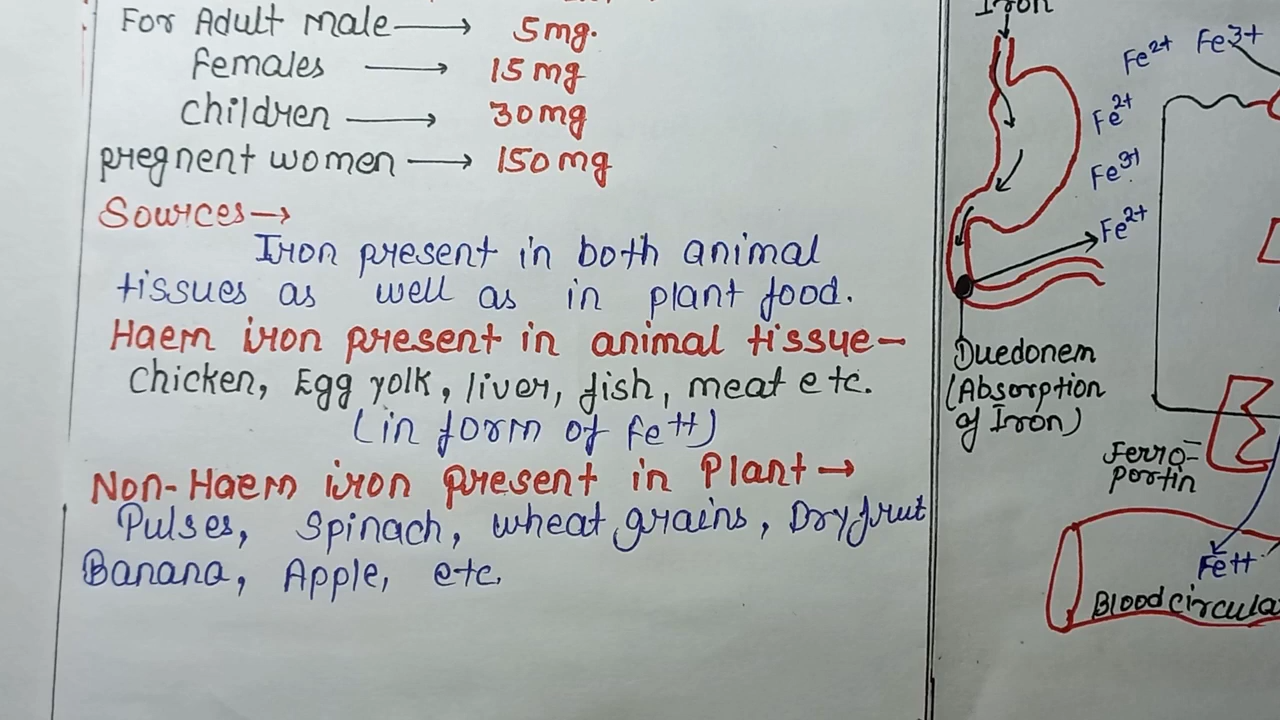 For Adult male → 5mg.
Females → 15 mg
Children → 30 mg
pregnent women → 150 mg
Sources →
Iron present in both animal
tissues as well as in plant food.
Haem iron present in animal tissue -
Chicken, Egg yolk, liver, fish, meat etc.
(in form of Fe++)
Non-Haem iron present in Plant →
Pulses, Spinach, wheat grains, Dry frut
Banana, Apple, etc.
Iron
Fe2+ Fe3+
Fe2+
Fe3+
Fe2+
Duedonem
(Absorption
of Iron)
Ferro-
portin
Fe++
Blood circula